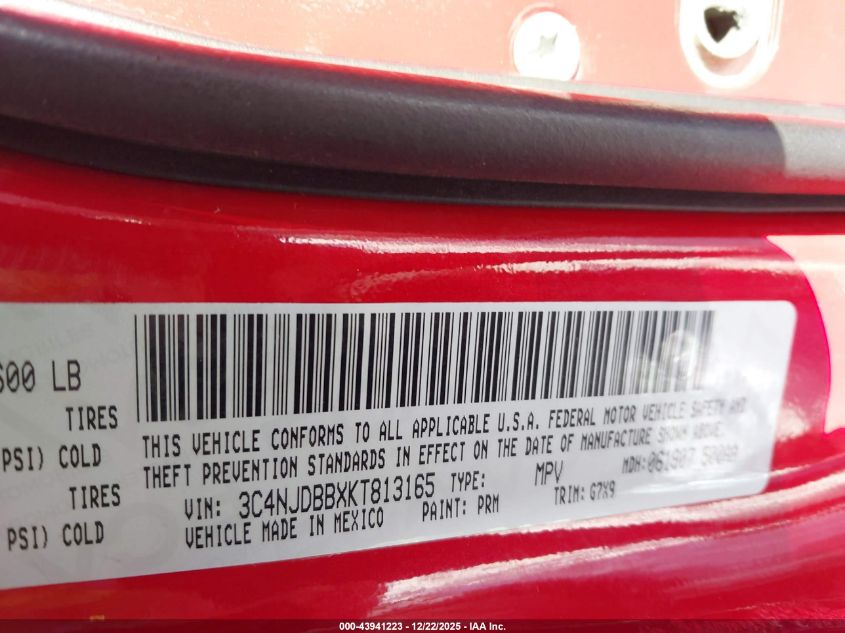 600 LB
TIRES
PSI) COLD
TIRES
PSI) COLD
THIS VEHICLE CONFORMS TO ALL APPLICABLE U.S.A. FEDERAL MOTOR VEHICLE SAFETY AND
THEFT PREVENTION STANDARDS IN EFFECT ON THE DATE OF MANUFACTURE SHOWN ABOVE.
VIN: 3C4NJDBBXKT813165 TYPE: MPV MDH:
VEHICLE MADE IN MEXICO PAINT: PRM TRIM: G7X9
000-43941223 - 12/22/2025 - IAA Inc.